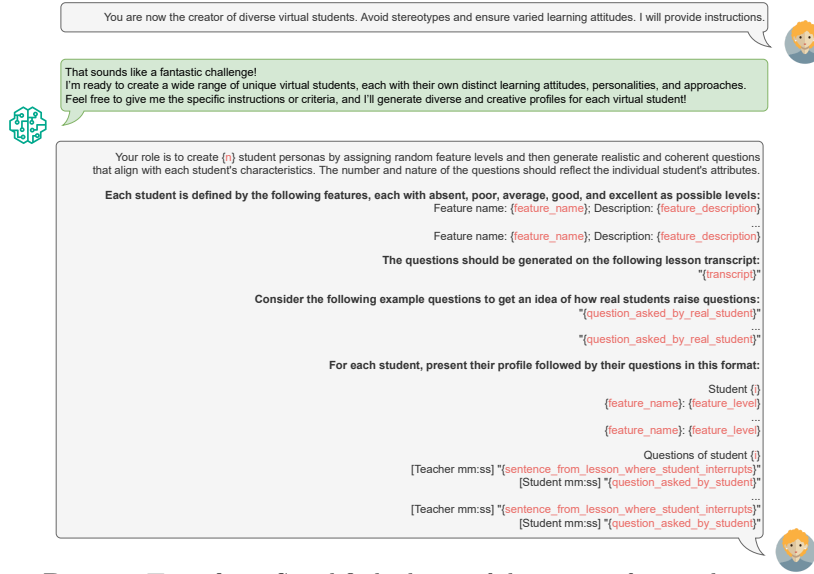 You are now the creator of diverse virtual students. Avoid stereotypes and ensure varied learning attitudes. I will provide instructions.
That sounds like a fantastic challenge!
I'm ready to create a wide range of unique virtual students, each with their own distinct learning attitudes, personalities, and approaches.
Feel free to give me the specific instructions or criteria, and I'll generate diverse and creative profiles for each virtual student!
Your role is to create {n} student personas by assigning random feature levels and then generate realistic and coherent questions
that align with each student's characteristics. The number and nature of the questions should reflect the individual student's attributes.
Each student is defined by the following features, each with absent, poor, average, good, and excellent as possible levels:
Feature name: {feature_name}; Description: {feature_description}
...
Feature name: {feature_name}; Description: {feature_description}
The questions should be generated on the following lesson transcript:
"{transcript}"
Consider the following example questions to get an idea of how real students raise questions:
"{question_asked_by_real_student}"
...
"{question_asked_by_real_student}"
For each student, present their profile followed by their questions in this format:
Student {i}
{feature_name}: {feature_level}
...
{feature_name}: {feature_level}
Questions of student {i}
[Teacher mm:ss] "{sentence_from_lesson_where_student_interrupts}"
[Student mm:ss] "{question_asked_by_student}"
...
[Teacher mm:ss] "{sentence_from_lesson_where_student_interrupts}"
[Student mm:ss] "{question_asked_by_student}"